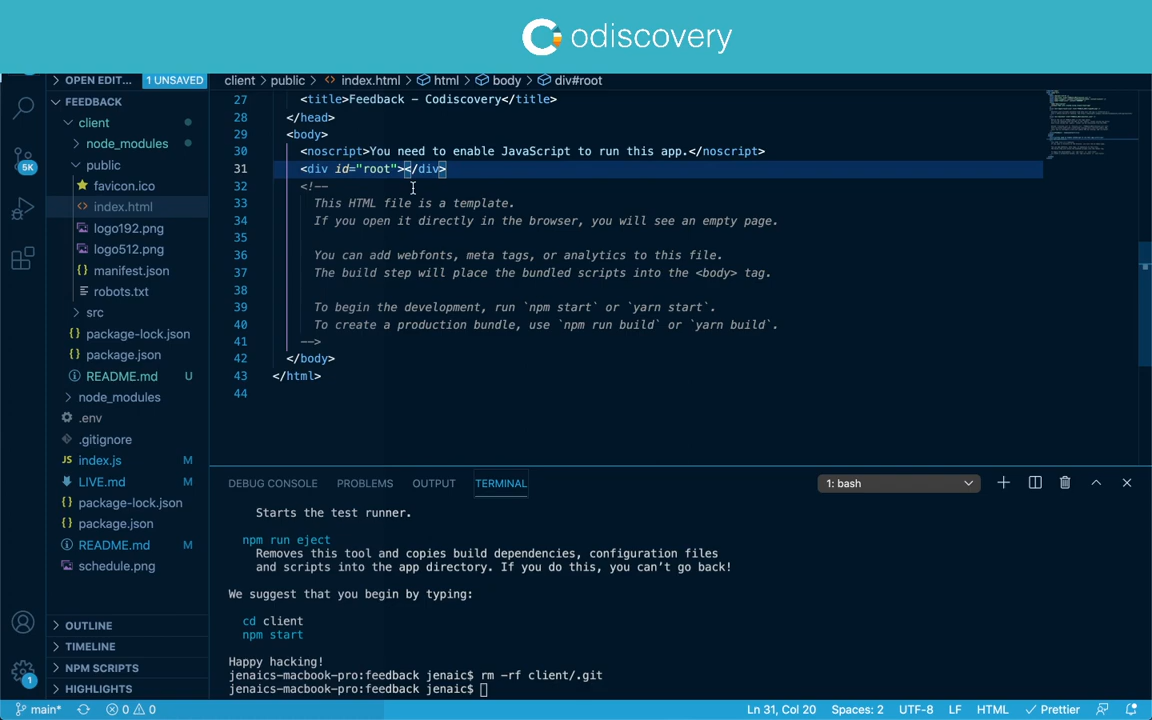 Codiscovery
OPEN EDIT... 1 UNSAVED
client > public > <> index.html > html > body > div#root
FEEDBACK
client
node_modules
public
favicon.ico
<> index.html
logo192.png
logo512.png
{} manifest.json
robots.txt
src
{} package-lock.json
{} package.json
README.md U
node_modules
.env
.gitignore
JS index.js M
LIVE.md M
{} package-lock.json
{} package.json
README.md M
schedule.png
OUTLINE
TIMELINE
NPM SCRIPTS
HIGHLIGHTS
5K
1
27 <title>Feedback - Codiscovery</title>
28 </head>
29 <body>
30 <noscript>You need to enable JavaScript to run this app.</noscript>
31 <div id="root"></div>
32 <!--
33 This HTML file is a template.
34 If you open it directly in the browser, you will see an empty page.
35
36 You can add webfonts, meta tags, or analytics to this file.
37 The build step will place the bundled scripts into the <body> tag.
38
39 To begin the development, run `npm start` or `yarn start`.
40 To create a production bundle, use `npm run build` or `yarn build`.
41 -->
42 </body>
43 </html>
44
DEBUG CONSOLE PROBLEMS OUTPUT TERMINAL 1: bash
Starts the test runner.
npm run eject
Removes this tool and copies build dependencies, configuration files
and scripts into the app directory. If you do this, you can't go back!
We suggest that you begin by typing:
cd client
npm start
Happy hacking!
jenaics-macbook-pro:feedback jenaic$ rm -rf client/.git
jenaics-macbook-pro:feedback jenaic$
main* 0 0 Ln 31, Col 20 Spaces: 2 UTF-8 LF HTML Prettier